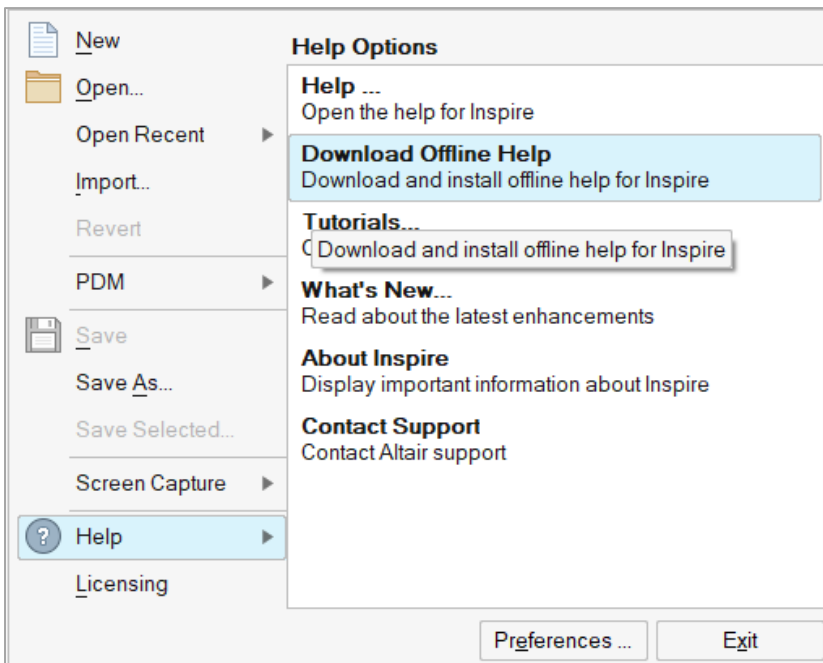 New
Open...
Open Recent
Import...
Revert
PDM
Save
Save As...
Save Selected...
Screen Capture
Help
Licensing
Help Options
Help ...
Open the help for Inspire
Download Offline Help
Download and install offline help for Inspire
Tutorials...
Download and install offline help for Inspire
What's New...
Read about the latest enhancements
About Inspire
Display important information about Inspire
Contact Support
Contact Altair support
Preferences ...
Exit